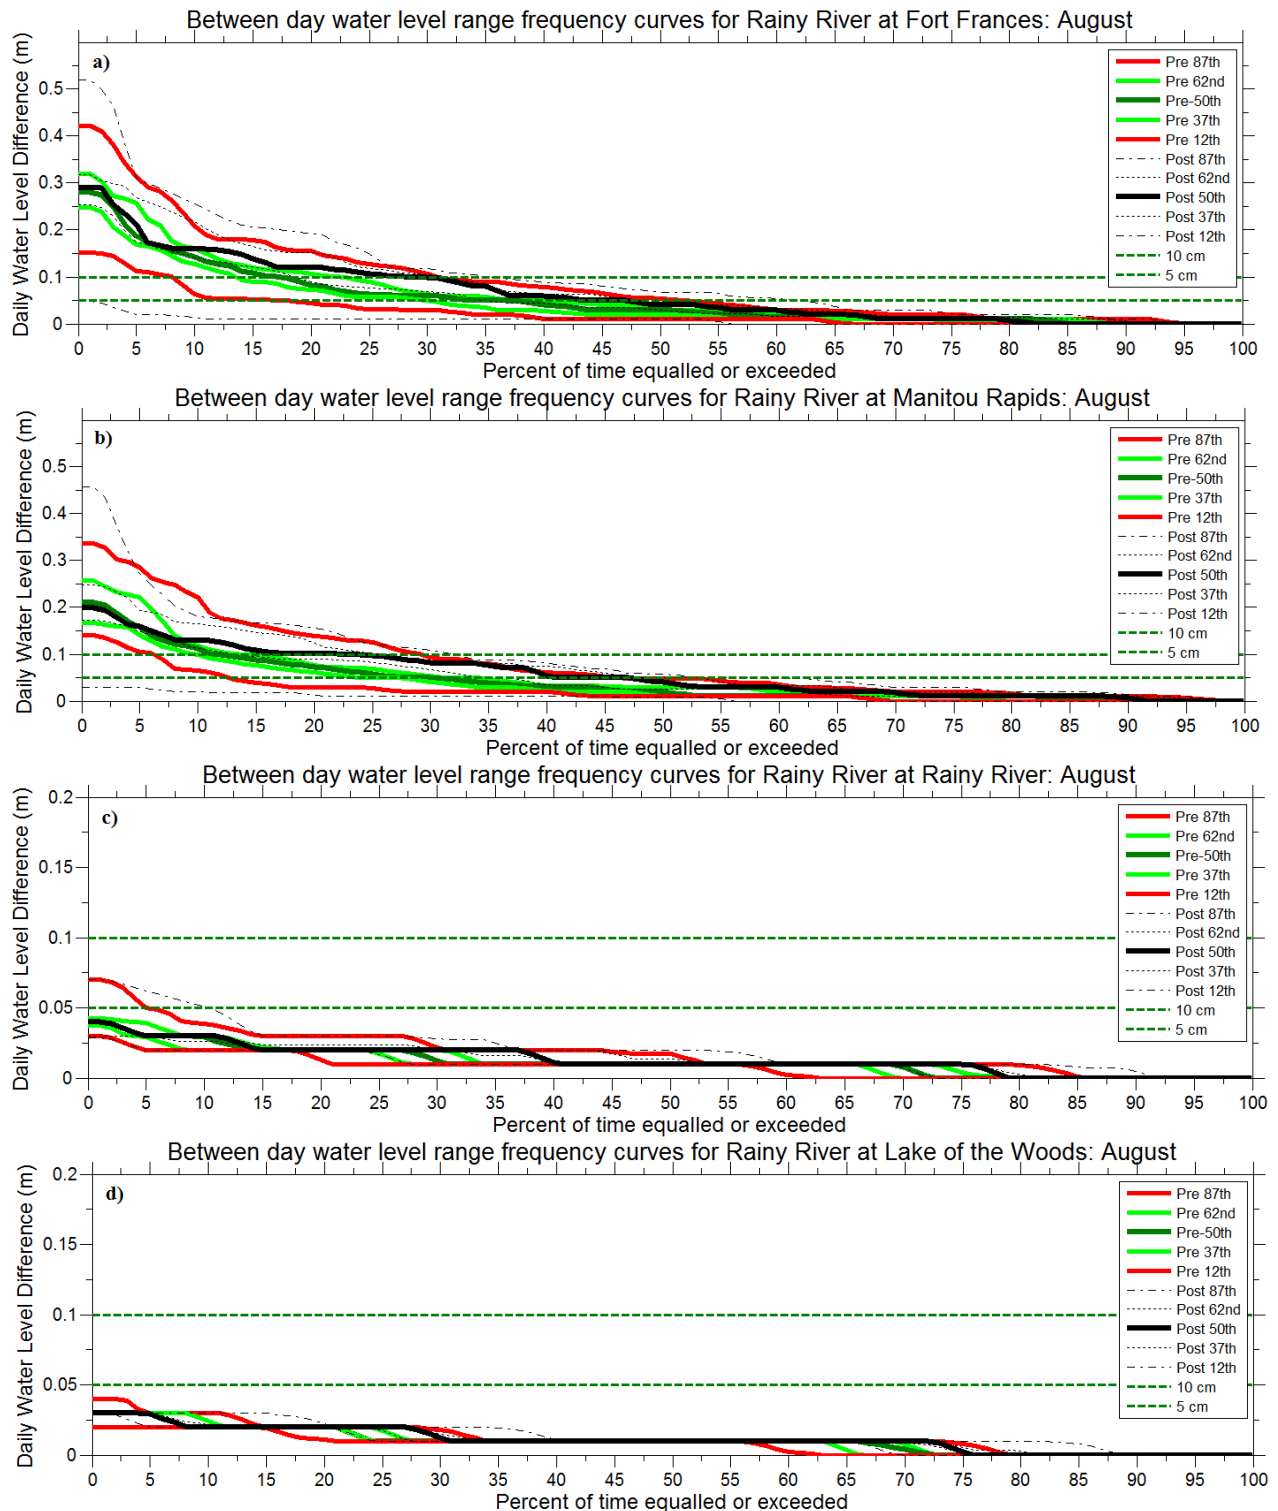 Between day water level range frequency curves for Rainy River at Fort Frances: August
a)
Daily Water Level Difference (m)
0.5
0.4
0.3
0.2
0.1
0
Pre 87th
Pre 62nd
Pre-50th
Pre 37th
Pre 12th
Post 87th
Post 62nd
Post 50th
Post 37th
Post 12th
10 cm
5 cm
0 5 10 15 20 25 30 35 40 45 50 55 60 65 70 75 80 85 90 95 100
Percent of time equalled or exceeded
Between day water level range frequency curves for Rainy River at Manitou Rapids: August
b)
Daily Water Level Difference (m)
0.5
0.4
0.3
0.2
0.1
0
Pre 87th
Pre 62nd
Pre-50th
Pre 37th
Pre 12th
Post 87th
Post 62nd
Post 50th
Post 37th
Post 12th
10 cm
5 cm
0 5 10 15 20 25 30 35 40 45 50 55 60 65 70 75 80 85 90 95 100
Percent of time equalled or exceeded
Between day water level range frequency curves for Rainy River at Rainy River: August
c)
Daily Water Level Difference (m)
0.2
0.15
0.1
0.05
0
Pre 87th
Pre 62nd
Pre-50th
Pre 37th
Pre 12th
Post 87th
Post 62nd
Post 50th
Post 37th
Post 12th
10 cm
5 cm
0 5 10 15 20 25 30 35 40 45 50 55 60 65 70 75 80 85 90 95 100
Percent of time equalled or exceeded
Between day water level range frequency curves for Rainy River at Lake of the Woods: August
d)
Daily Water Level Difference (m)
0.2
0.15
0.1
0.05
0
Pre 87th
Pre 62nd
Pre-50th
Pre 37th
Pre 12th
Post 87th
Post 62nd
Post 50th
Post 37th
Post 12th
10 cm
5 cm
0 5 10 15 20 25 30 35 40 45 50 55 60 65 70 75 80 85 90 95 100
Percent of time equalled or exceeded